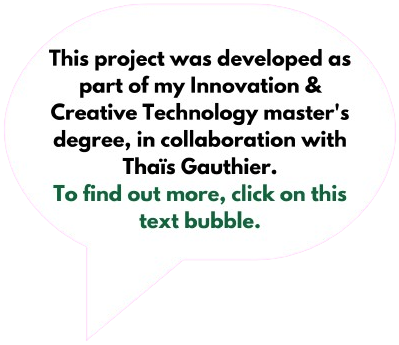 This project was developed as
part of my Innovation &
Creative Technology master's
degree, in collaboration with
Thaïs Gauthier.
To find out more, click on this
text bubble.